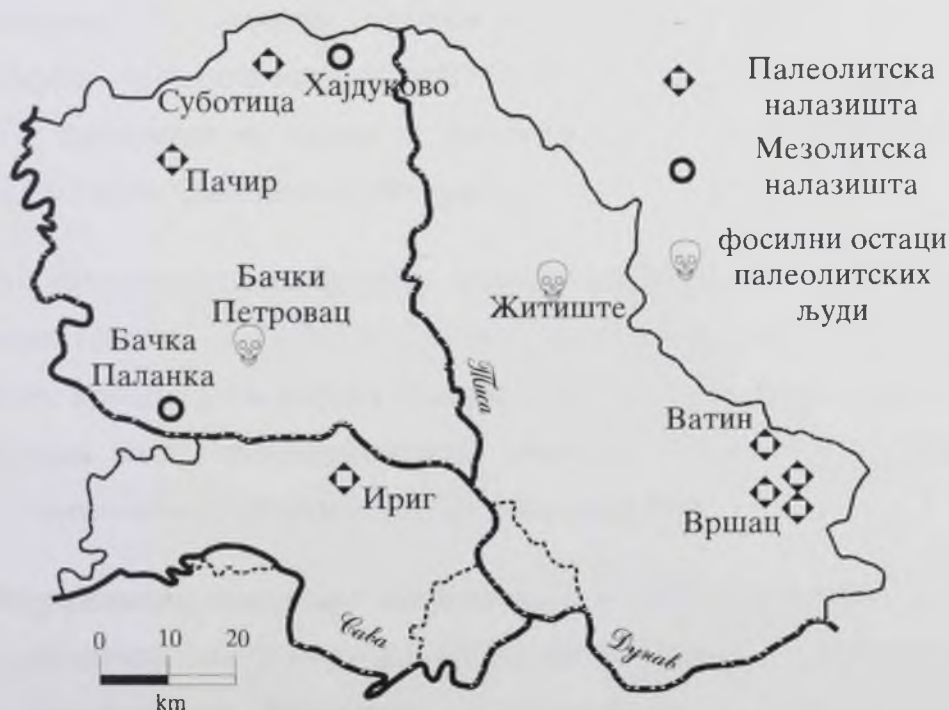 Суботица
Хајдуково
Пачир
Бачки
Петровац
Житиште
Бачка
Паланка
Тиса
Ватин
Вршац
Ириг
Сава
Дунав
0 10 20
km
Палеолитска
налазишта
Мезолитска
налазишта
фосилни остаци
палеолитских
људи